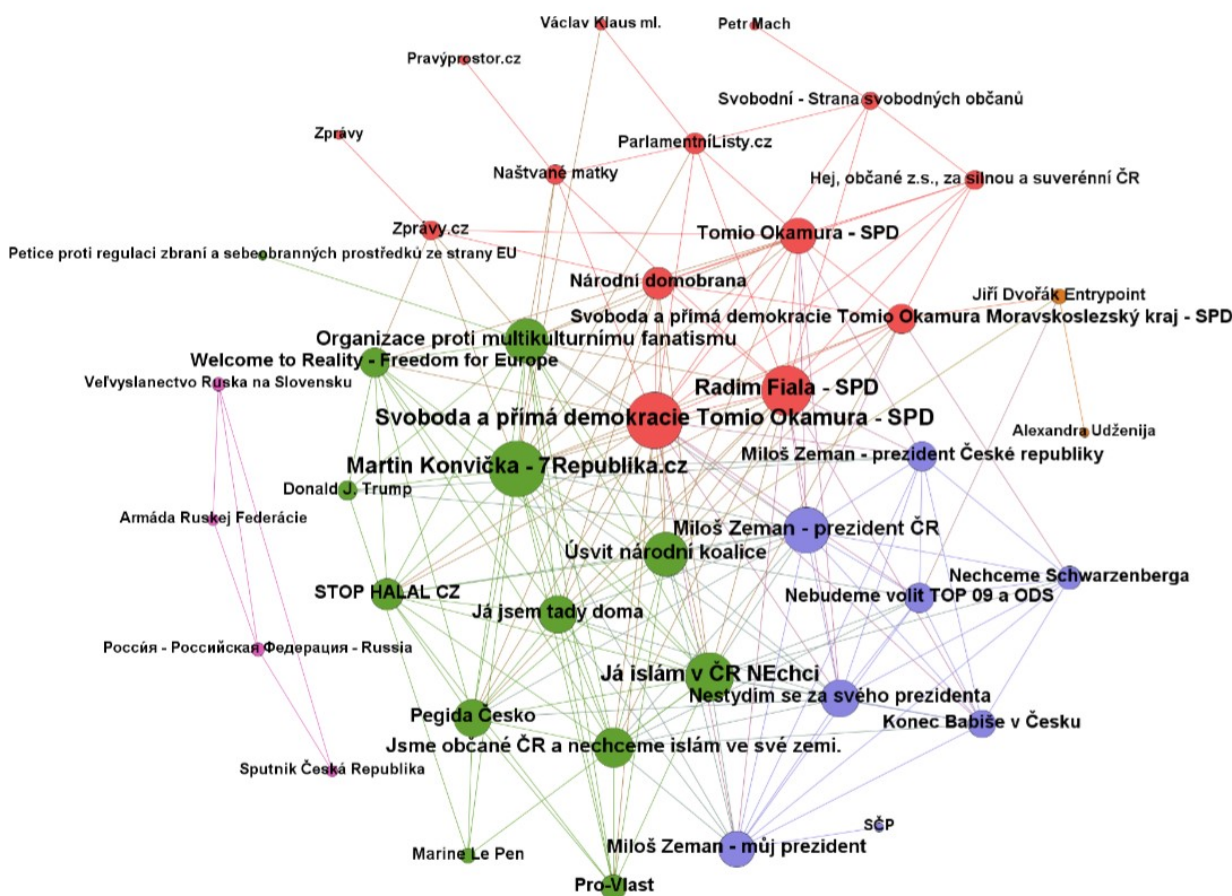 Václav Klaus ml.
Petr Mach
Pravýprostor.cz
Svobodní - Strana svobodných občanů
Zprávy
ParlamentníListy.cz
Naštvané matky
Hej, občané z.s., za silnou a suverénní ČR
Zprávy.cz
Tomio Okamura - SPD
Petice proti regulaci zbraní a sebeobranných prostředků ze strany EU
Národní domobrana
Jiří Dvořák Entrypoint
Svoboda a přímá demokracie Tomio Okamura Moravskoslezský kraj - SPD
Organizace proti multikulturnímu fanatismu
Welcome to Reality - Freedom for Europe
Veľvyslanectvo Ruska na Slovensku
Radim Fiala - SPD
Svoboda a přímá demokracie Tomio Okamura - SPD
Alexandra Udženija
Miloš Zeman - prezident České republiky
Martin Konvička - 7Republika.cz
Donald J. Trump
Armáda Ruskej Federácie
Miloš Zeman - prezident ČR
Úsvit národní koalice
Nechceme Schwarzenberga
STOP HALAL CZ
Nebudeme volit TOP 09 a ODS
Já jsem tady doma
Россия - Российская Федерация - Russia
Já islám v ČR NEchci
Nestydím se za svého prezidenta
Pegida Česko
Konec Babiše v Česku
Jsme občané ČR a nechceme islám ve své zemi.
Sputnik Česká Republika
SČP
Miloš Zeman - můj prezident
Marine Le Pen
Pro-Vlast